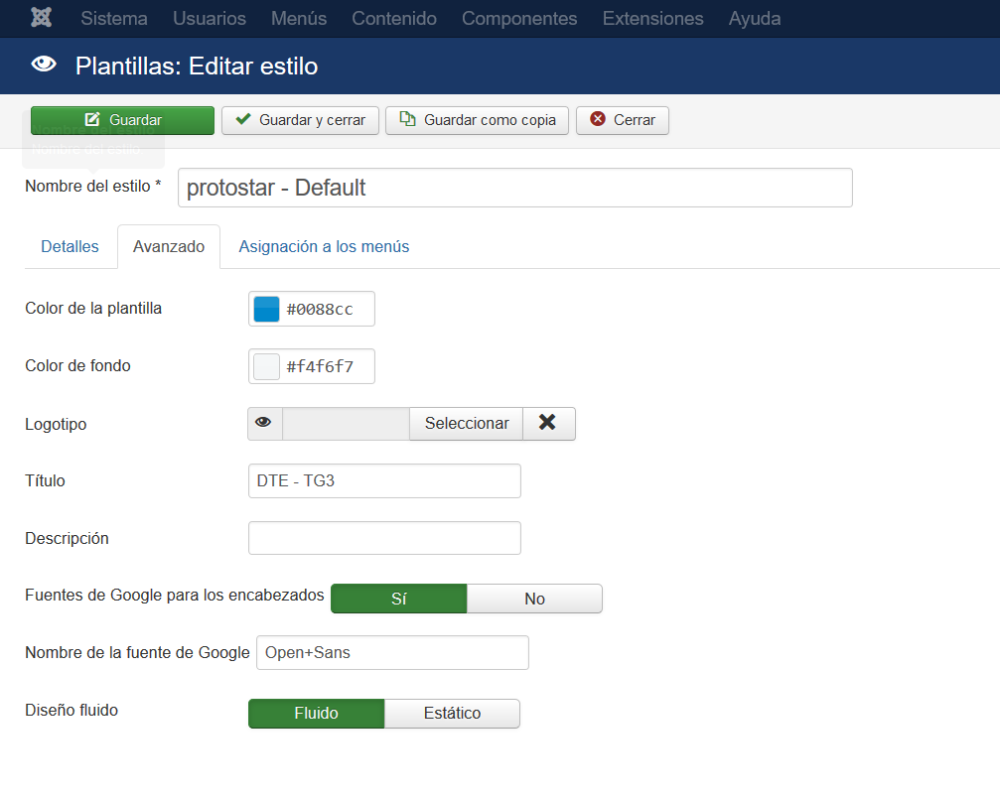 Sistema Usuarios Menús Contenido Componentes Extensiones Ayuda
Plantillas: Editar estilo
Guardar Guardar y cerrar Guardar como copia Cerrar
Nombre del estilo
Nombre del estilo.
Nombre del estilo * protostar - Default
Detalles Avanzado Asignación a los menús
Color de la plantilla #0088cc
Color de fondo #f4f6f7
Logotipo Seleccionar
Título DTE - TG3
Descripción
Fuentes de Google para los encabezados Sí No
Nombre de la fuente de Google Open+Sans
Diseño fluido Fluido Estático